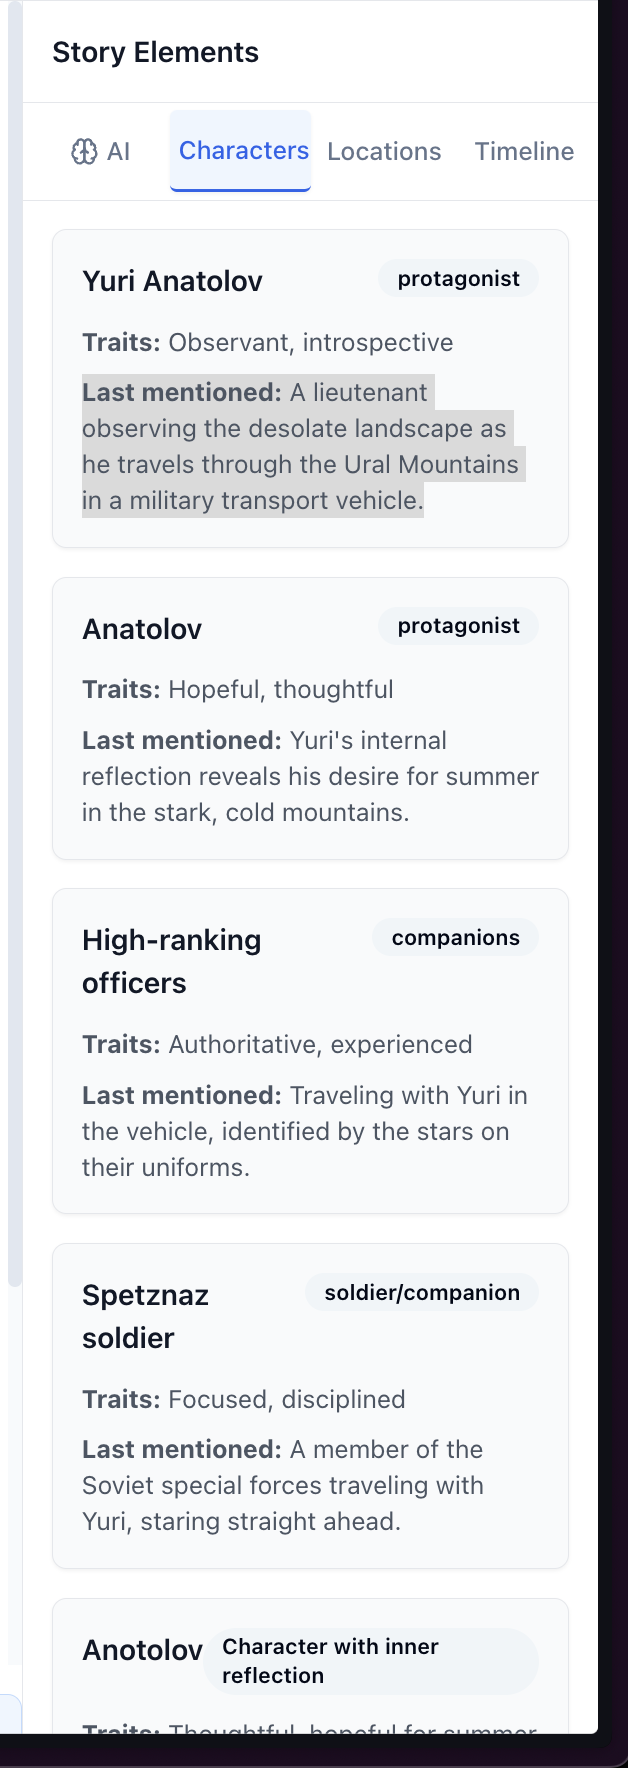 Story Elements
AI
Characters
Locations
Timeline
Yuri Anatolov
protagonist
Traits: Observant, introspective
Last mentioned: A lieutenant
observing the desolate landscape as
he travels through the Ural Mountains
in a military transport vehicle.
Anatolov
protagonist
Traits: Hopeful, thoughtful
Last mentioned: Yuri's internal
reflection reveals his desire for summer
in the stark, cold mountains.
High-ranking
officers
companions
Traits: Authoritative, experienced
Last mentioned: Traveling with Yuri in
the vehicle, identified by the stars on
their uniforms.
Spetznaz
soldier
soldier/companion
Traits: Focused, disciplined
Last mentioned: A member of the
Soviet special forces traveling with
Yuri, staring straight ahead.
Anotolov
Character with inner
reflection
Traits: Thoughtful, hopeful for summer